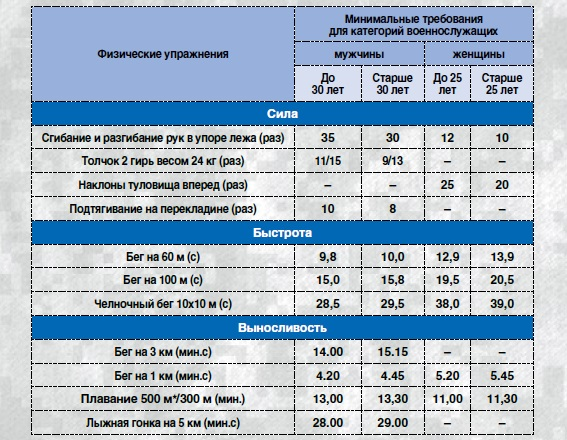 Физические упражнения
Минимальные требования
для категорий военнослужащих
мужчины женщины
До 30 лет Старше 30 лет До 25 лет Старше 25 лет
Сила
Сгибание и разгибание рук в упоре лежа (раз) 35 30 12 10
Толчок 2 гирь весом 24 кг (раз) 11/15 9/13 – –
Наклоны туловища вперед (раз) – – 25 20
Подтягивание на перекладине (раз) 10 8 – –
Быстрота
Бег на 60 м (с) 9,8 10,0 12,9 13,9
Бег на 100 м (с) 15,0 15,8 19,5 20,5
Челночный бег 10х10 м (с) 28,5 29,5 38,0 39,0
Выносливость
Бег на 3 км (мин.с) 14.00 15.15 – –
Бег на 1 км (мин.с) 4.20 4.45 5.20 5.45
Плавание 500 м*/300 м (мин.) 13,00 13,30 11,00 11,30
Лыжная гонка на 5 км (мин.с) 28.00 29.00 – –